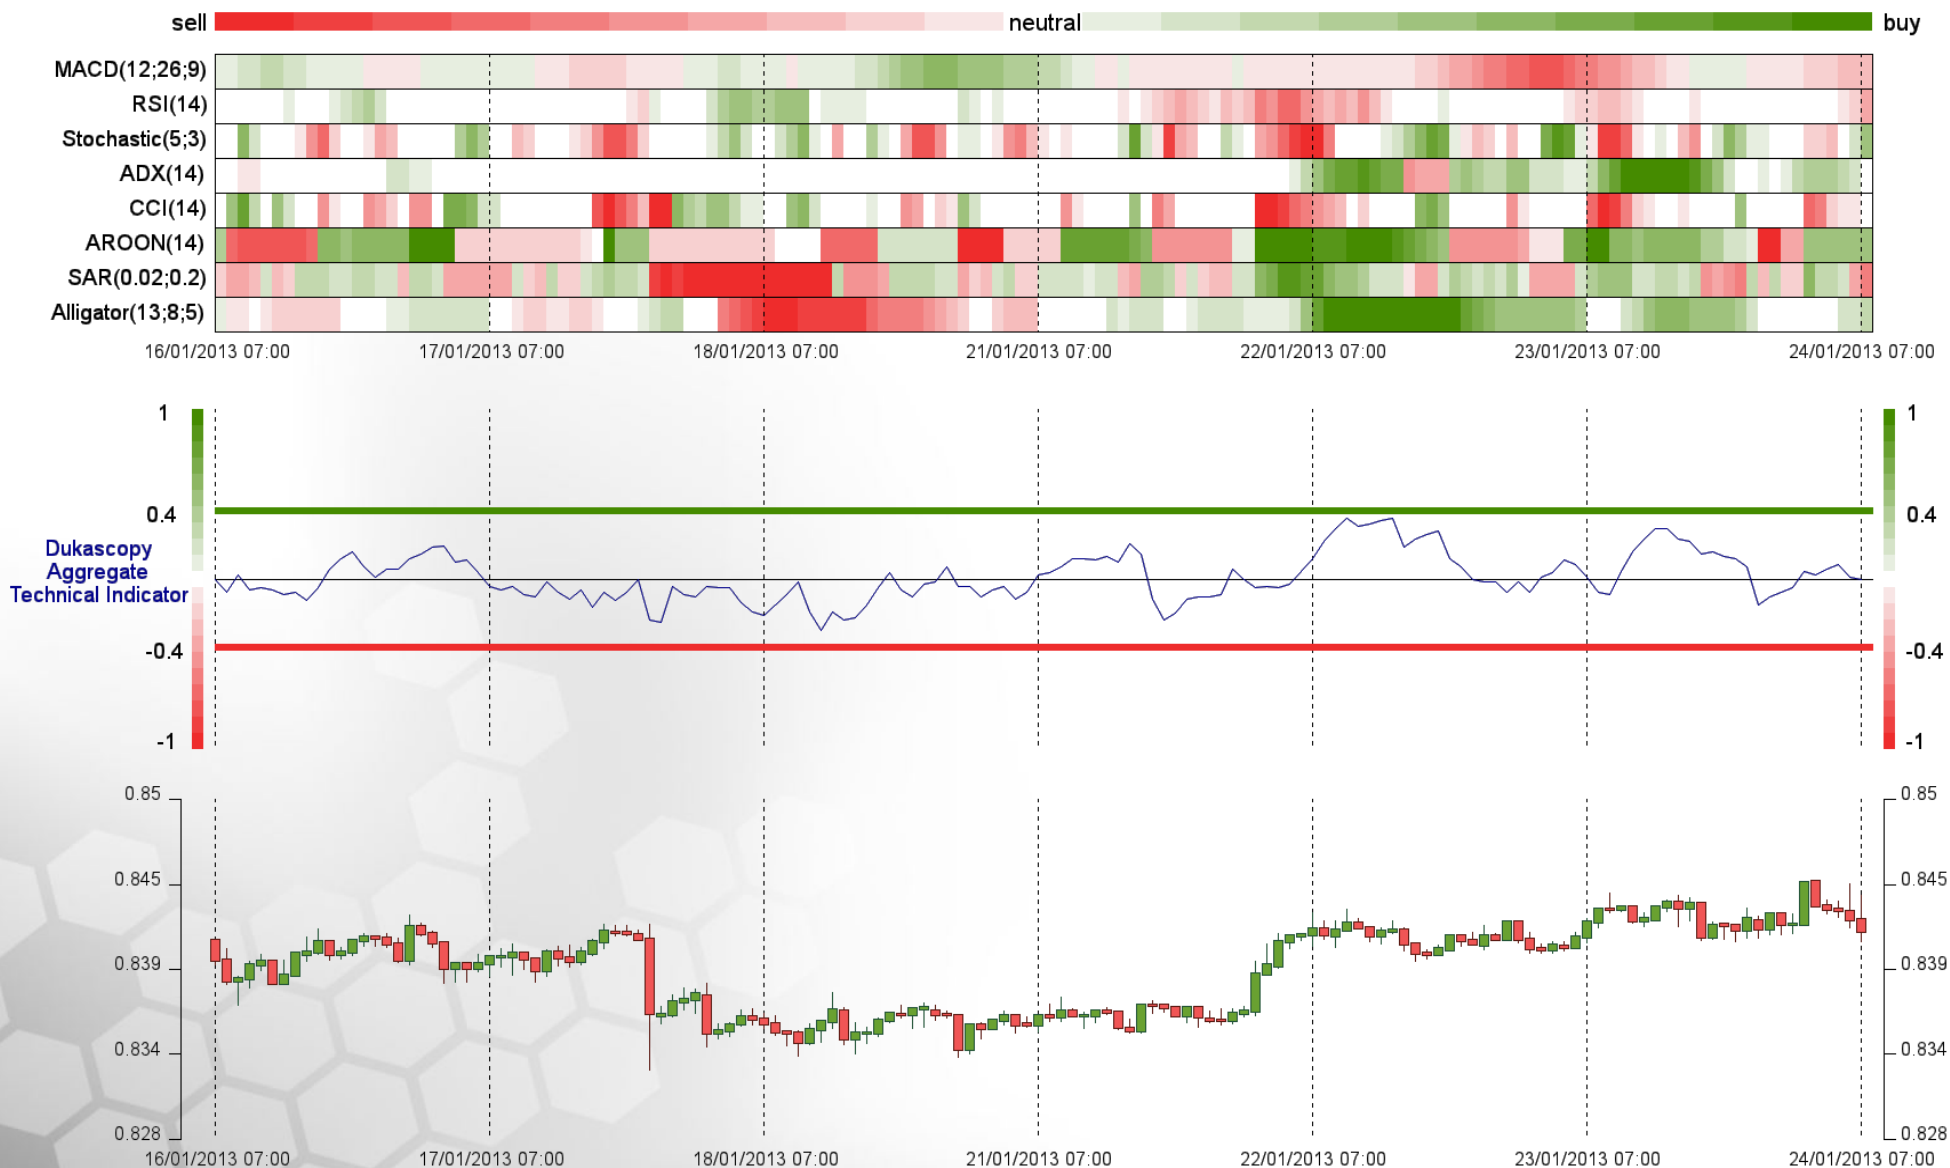 sell neutral buy
MACD(12;26;9)
RSI(14)
Stochastic(5;3)
ADX(14)
CCI(14)
AROON(14)
SAR(0.02;0.2)
Alligator(13;8;5)
16/01/2013 07:00 17/01/2013 07:00 18/01/2013 07:00 21/01/2013 07:00 22/01/2013 07:00 23/01/2013 07:00 24/01/2013 07:00
1 1
0.4 0.4
Dukascopy
Aggregate
Technical Indicator
-0.4 -0.4
-1 -1
0.85 0.85
0.845 0.845
0.839 0.839
0.834 0.834
0.828 0.828
16/01/2013 07:00 17/01/2013 07:00 18/01/2013 07:00 21/01/2013 07:00 22/01/2013 07:00 23/01/2013 07:00 24/01/2013 07:00